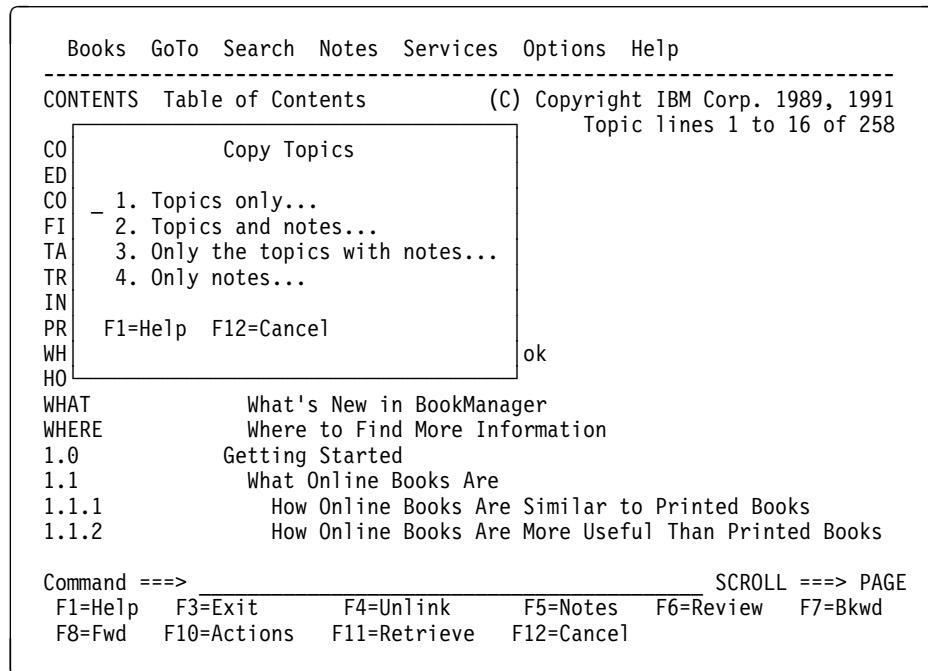 Books  GoTo  Search  Notes  Services  Options  Help
-----------------------------------------------------------------------
CONTENTS  Table of Contents          (C) Copyright IBM Corp. 1989, 1991
Topic lines 1 to 16 of 258
CO            Copy Topics
ED
CO  _ 1. Topics only...
FI    2. Topics and notes...
TA    3. Only the topics with notes...
TR    4. Only notes...
IN
PR   F1=Help  F12=Cancel
WH                                      ok
HO
WHAT             What's New in BookManager
WHERE            Where to Find More Information
1.0            Getting Started
1.1              What Online Books Are
1.1.1              How Online Books Are Similar to Printed Books
1.1.2              How Online Books Are More Useful Than Printed Books
Command ===> __________________________________________ SCROLL ===> PAGE
F1=Help   F3=Exit       F4=Unlink     F5=Notes   F6=Review   F7=Bkwd
F8=Fwd   F10=Actions   F11=Retrieve   F12=Cancel